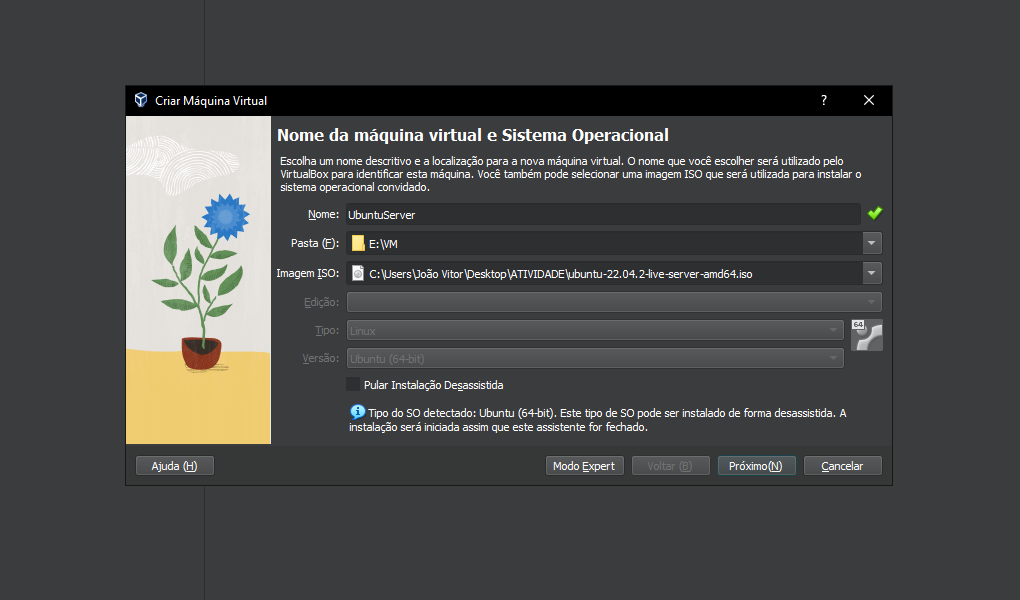 Criar Máquina Virtual
?
Nome da máquina virtual e Sistema Operacional
Escolha um nome descritivo e a localização para a nova máquina virtual. O nome que você escolher será utilizado pelo
VirtualBox para identificar esta máquina. Você também pode selecionar uma imagem ISO que será utilizada para instalar o
sistema operacional convidado.
Nome: UbuntuServer
Pasta (F): E:\VM
Imagem ISO: C:\Users\João Vitor\Desktop\ATIVIDADE\ubuntu-22.04.2-live-server-amd64.iso
Edição:
Tipo: Linux
64
Versão: Ubuntu (64-bit)
Pular Instalação Desassistida
Tipo do SO detectado: Ubuntu (64-bit). Este tipo de SO pode ser instalado de forma desassistida. A
instalação será iniciada assim que este assistente for fechado.
Ajuda (H) Modo Expert Voltar (B) Próximo(N) Cancelar